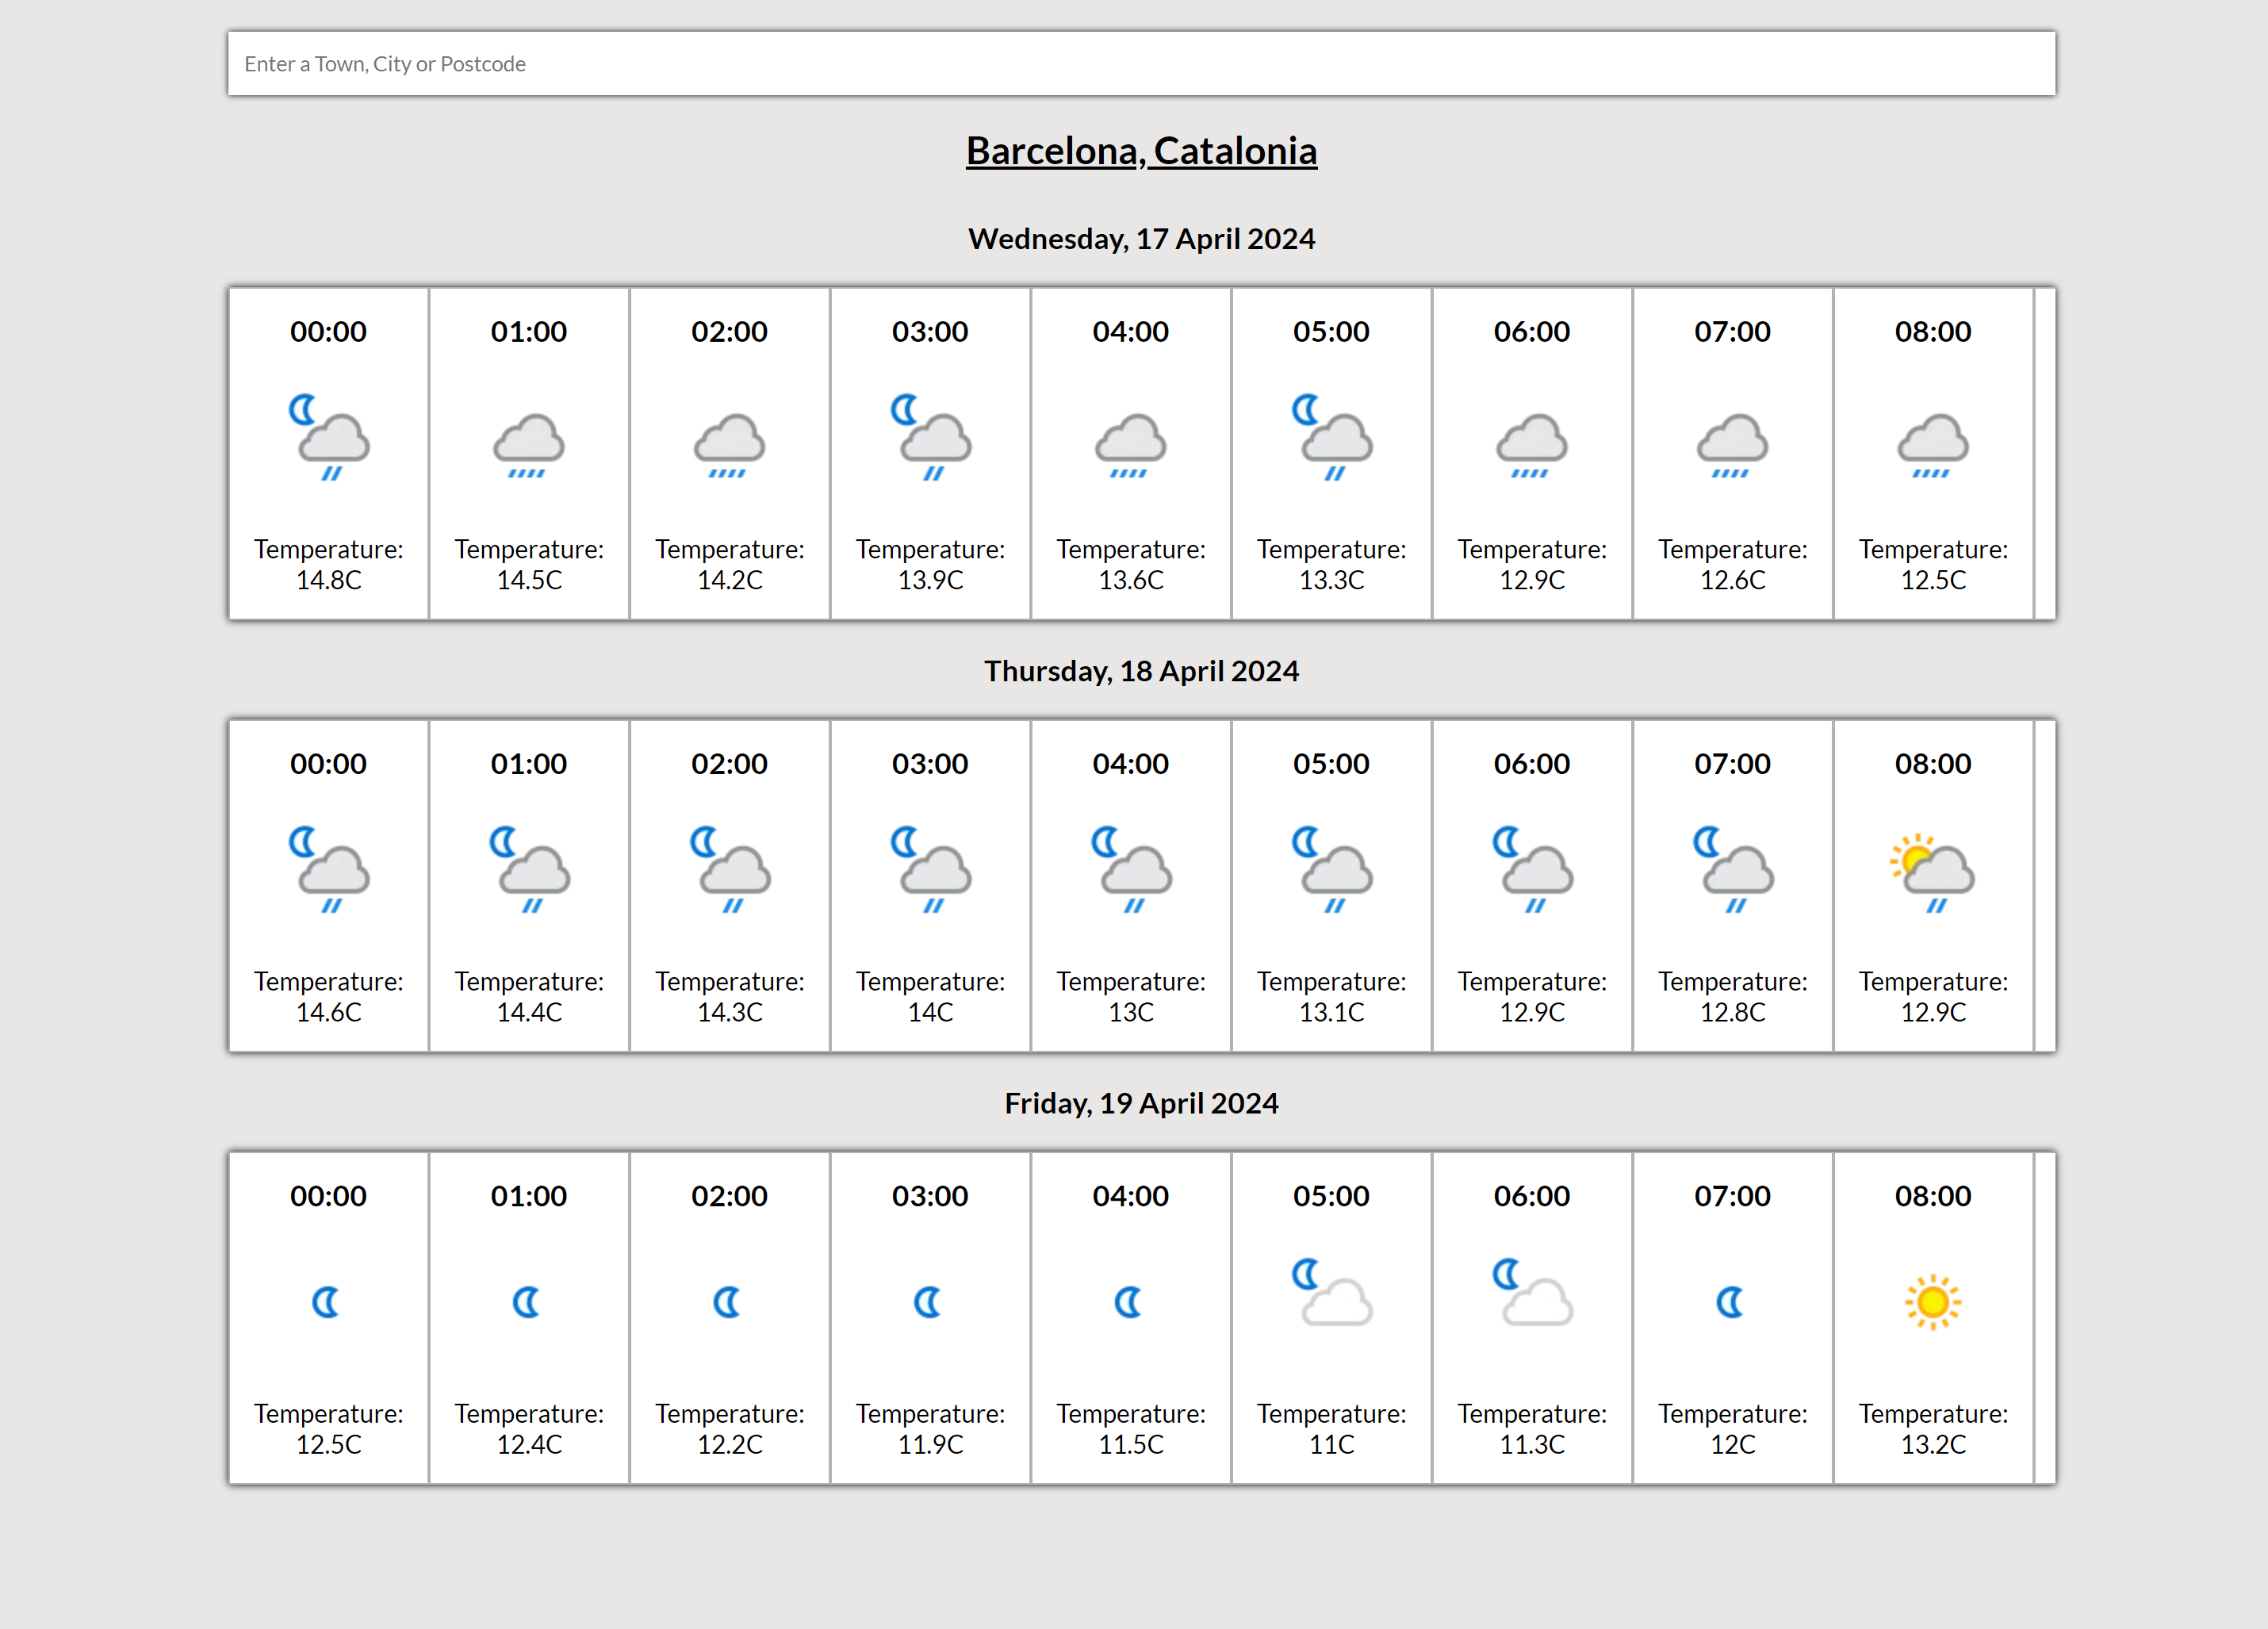 Enter a Town, City or Postcode
Barcelona, Catalonia
Wednesday, 17 April 2024
00:00 01:00 02:00 03:00 04:00 05:00 06:00 07:00 08:00
Temperature: Temperature: Temperature: Temperature: Temperature: Temperature: Temperature: Temperature: Temperature:
14.8C 14.5C 14.2C 13.9C 13.6C 13.3C 12.9C 12.6C 12.5C
Thursday, 18 April 2024
00:00 01:00 02:00 03:00 04:00 05:00 06:00 07:00 08:00
Temperature: Temperature: Temperature: Temperature: Temperature: Temperature: Temperature: Temperature: Temperature:
14.6C 14.4C 14.3C 14C 13C 13.1C 12.9C 12.8C 12.9C
Friday, 19 April 2024
00:00 01:00 02:00 03:00 04:00 05:00 06:00 07:00 08:00
Temperature: Temperature: Temperature: Temperature: Temperature: Temperature: Temperature: Temperature: Temperature:
12.5C 12.4C 12.2C 11.9C 11.5C 11C 11.3C 12C 13.2C